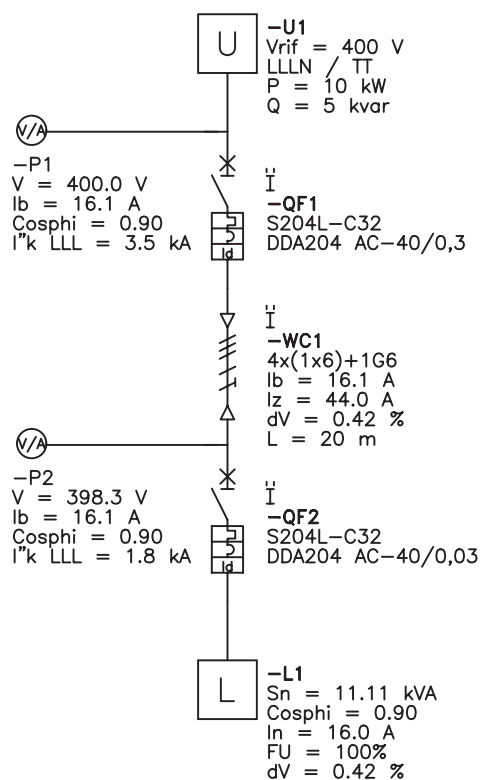 U
-U1
Vrif = 400 V
LLLN / TT
P = 10 kW
Q = 5 kvar
V/A
-P1
V = 400.0 V
Ib = 16.1 A
Cosphi = 0.90
I"k LLL = 3.5 kA
Ï
-QF1
S204L-C32
DDA204 AC-40/0,3
Id
Ï
-WC1
4x(1x6)+1G6
Ib = 16.1 A
Iz = 44.0 A
dV = 0.42 %
L = 20 m
V/A
-P2
V = 398.3 V
Ib = 16.1 A
Cosphi = 0.90
I"k LLL = 1.8 kA
Ï
-QF2
S204L-C32
DDA204 AC-40/0,03
Id
L
-L1
Sn = 11.11 kVA
Cosphi = 0.90
In = 16.0 A
FU = 100%
dV = 0.42 %